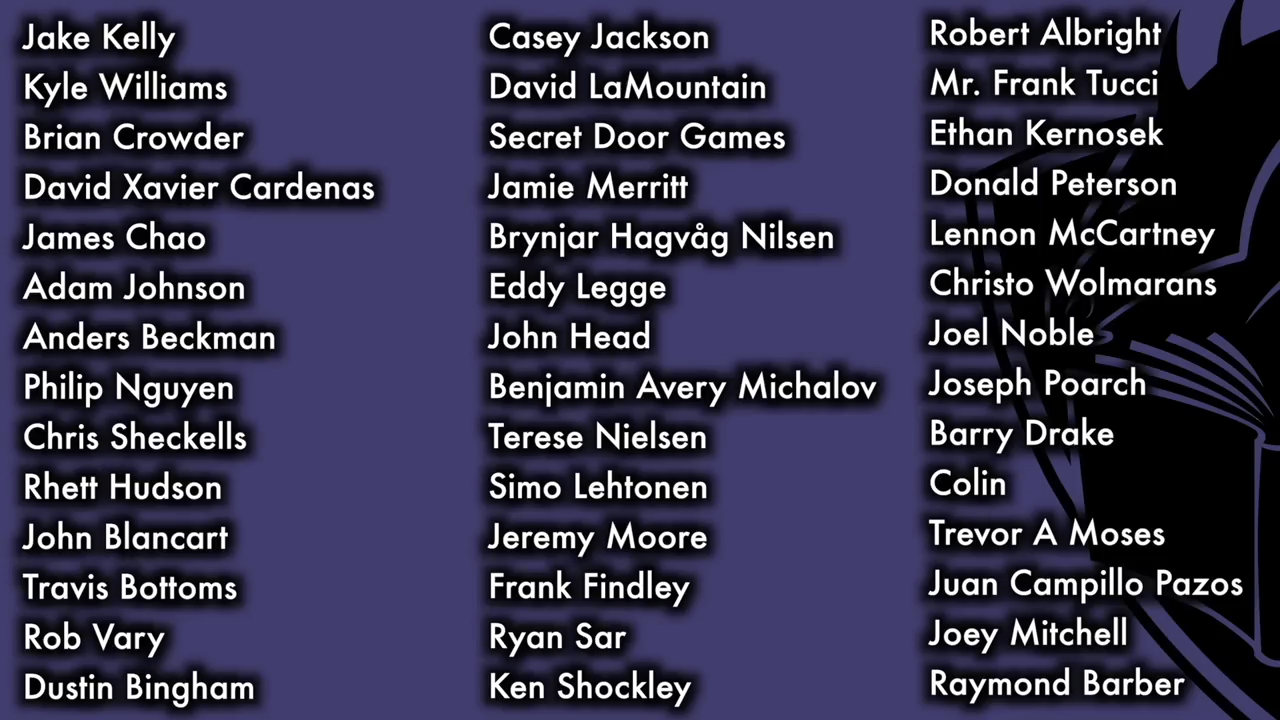 Jake Kelly
Kyle Williams
Brian Crowder
David Xavier Cardenas
James Chao
Adam Johnson
Anders Beckman
Philip Nguyen
Chris Sheckells
Rhett Hudson
John Blancart
Travis Bottoms
Rob Vary
Dustin Bingham
Casey Jackson
David LaMountain
Secret Door Games
Jamie Merritt
Brynjar Hagvåg Nilsen
Eddy Legge
John Head
Benjamin Avery Michalov
Terese Nielsen
Simo Lehtonen
Jeremy Moore
Frank Findley
Ryan Sar
Ken Shockley
Robert Albright
Mr. Frank Tucci
Ethan Kernosek
Donald Peterson
Lennon McCartney
Christo Wolmarans
Joel Noble
Joseph Poarch
Barry Drake
Colin
Trevor A Moses
Juan Campillo Pazos
Joey Mitchell
Raymond Barber